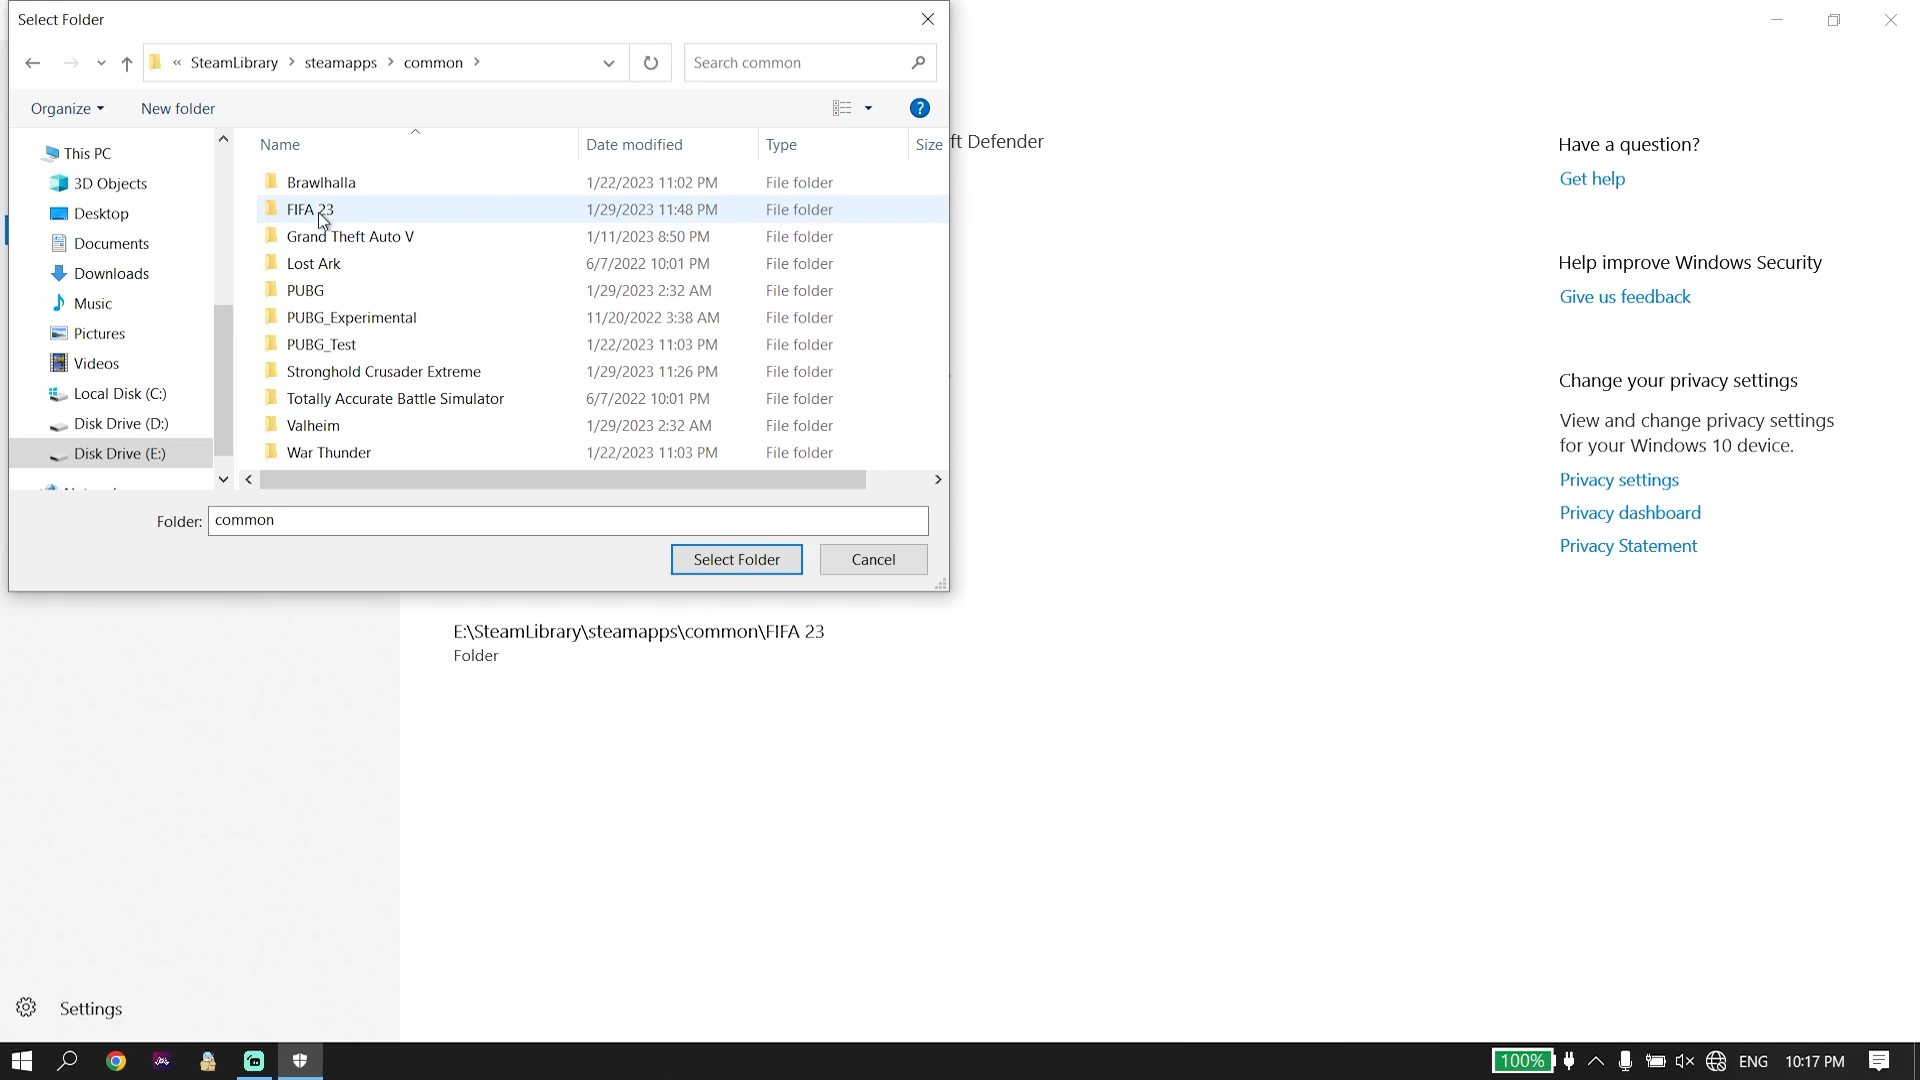 Select Folder
« SteamLibrary > steamapps > common >
Search common
Organize
New folder
?
This PC
3D Objects
Desktop
Documents
Downloads
Music
Pictures
Videos
Local Disk (C:)
Disk Drive (D:)
Disk Drive (E:)
Name Date modified Type Size
Brawlhalla 1/22/2023 11:02 PM File folder
FIFA 23 1/29/2023 11:48 PM File folder
Grand Theft Auto V 1/11/2023 8:50 PM File folder
Lost Ark 6/7/2022 10:01 PM File folder
PUBG 1/29/2023 2:32 AM File folder
PUBG_Experimental 11/20/2022 3:38 AM File folder
PUBG_Test 1/22/2023 11:03 PM File folder
Stronghold Crusader Extreme 1/29/2023 11:26 PM File folder
Totally Accurate Battle Simulator 6/7/2022 10:01 PM File folder
Valheim 1/29/2023 2:32 AM File folder
War Thunder 1/22/2023 11:03 PM File folder
Folder: common
Select Folder
Cancel
ft Defender
E:\SteamLibrary\steamapps\common\FIFA 23
Folder
Have a question?
Get help
Help improve Windows Security
Give us feedback
Change your privacy settings
View and change privacy settings
for your Windows 10 device.
Privacy settings
Privacy dashboard
Privacy Statement
Settings
100%
ENG
10:17 PM